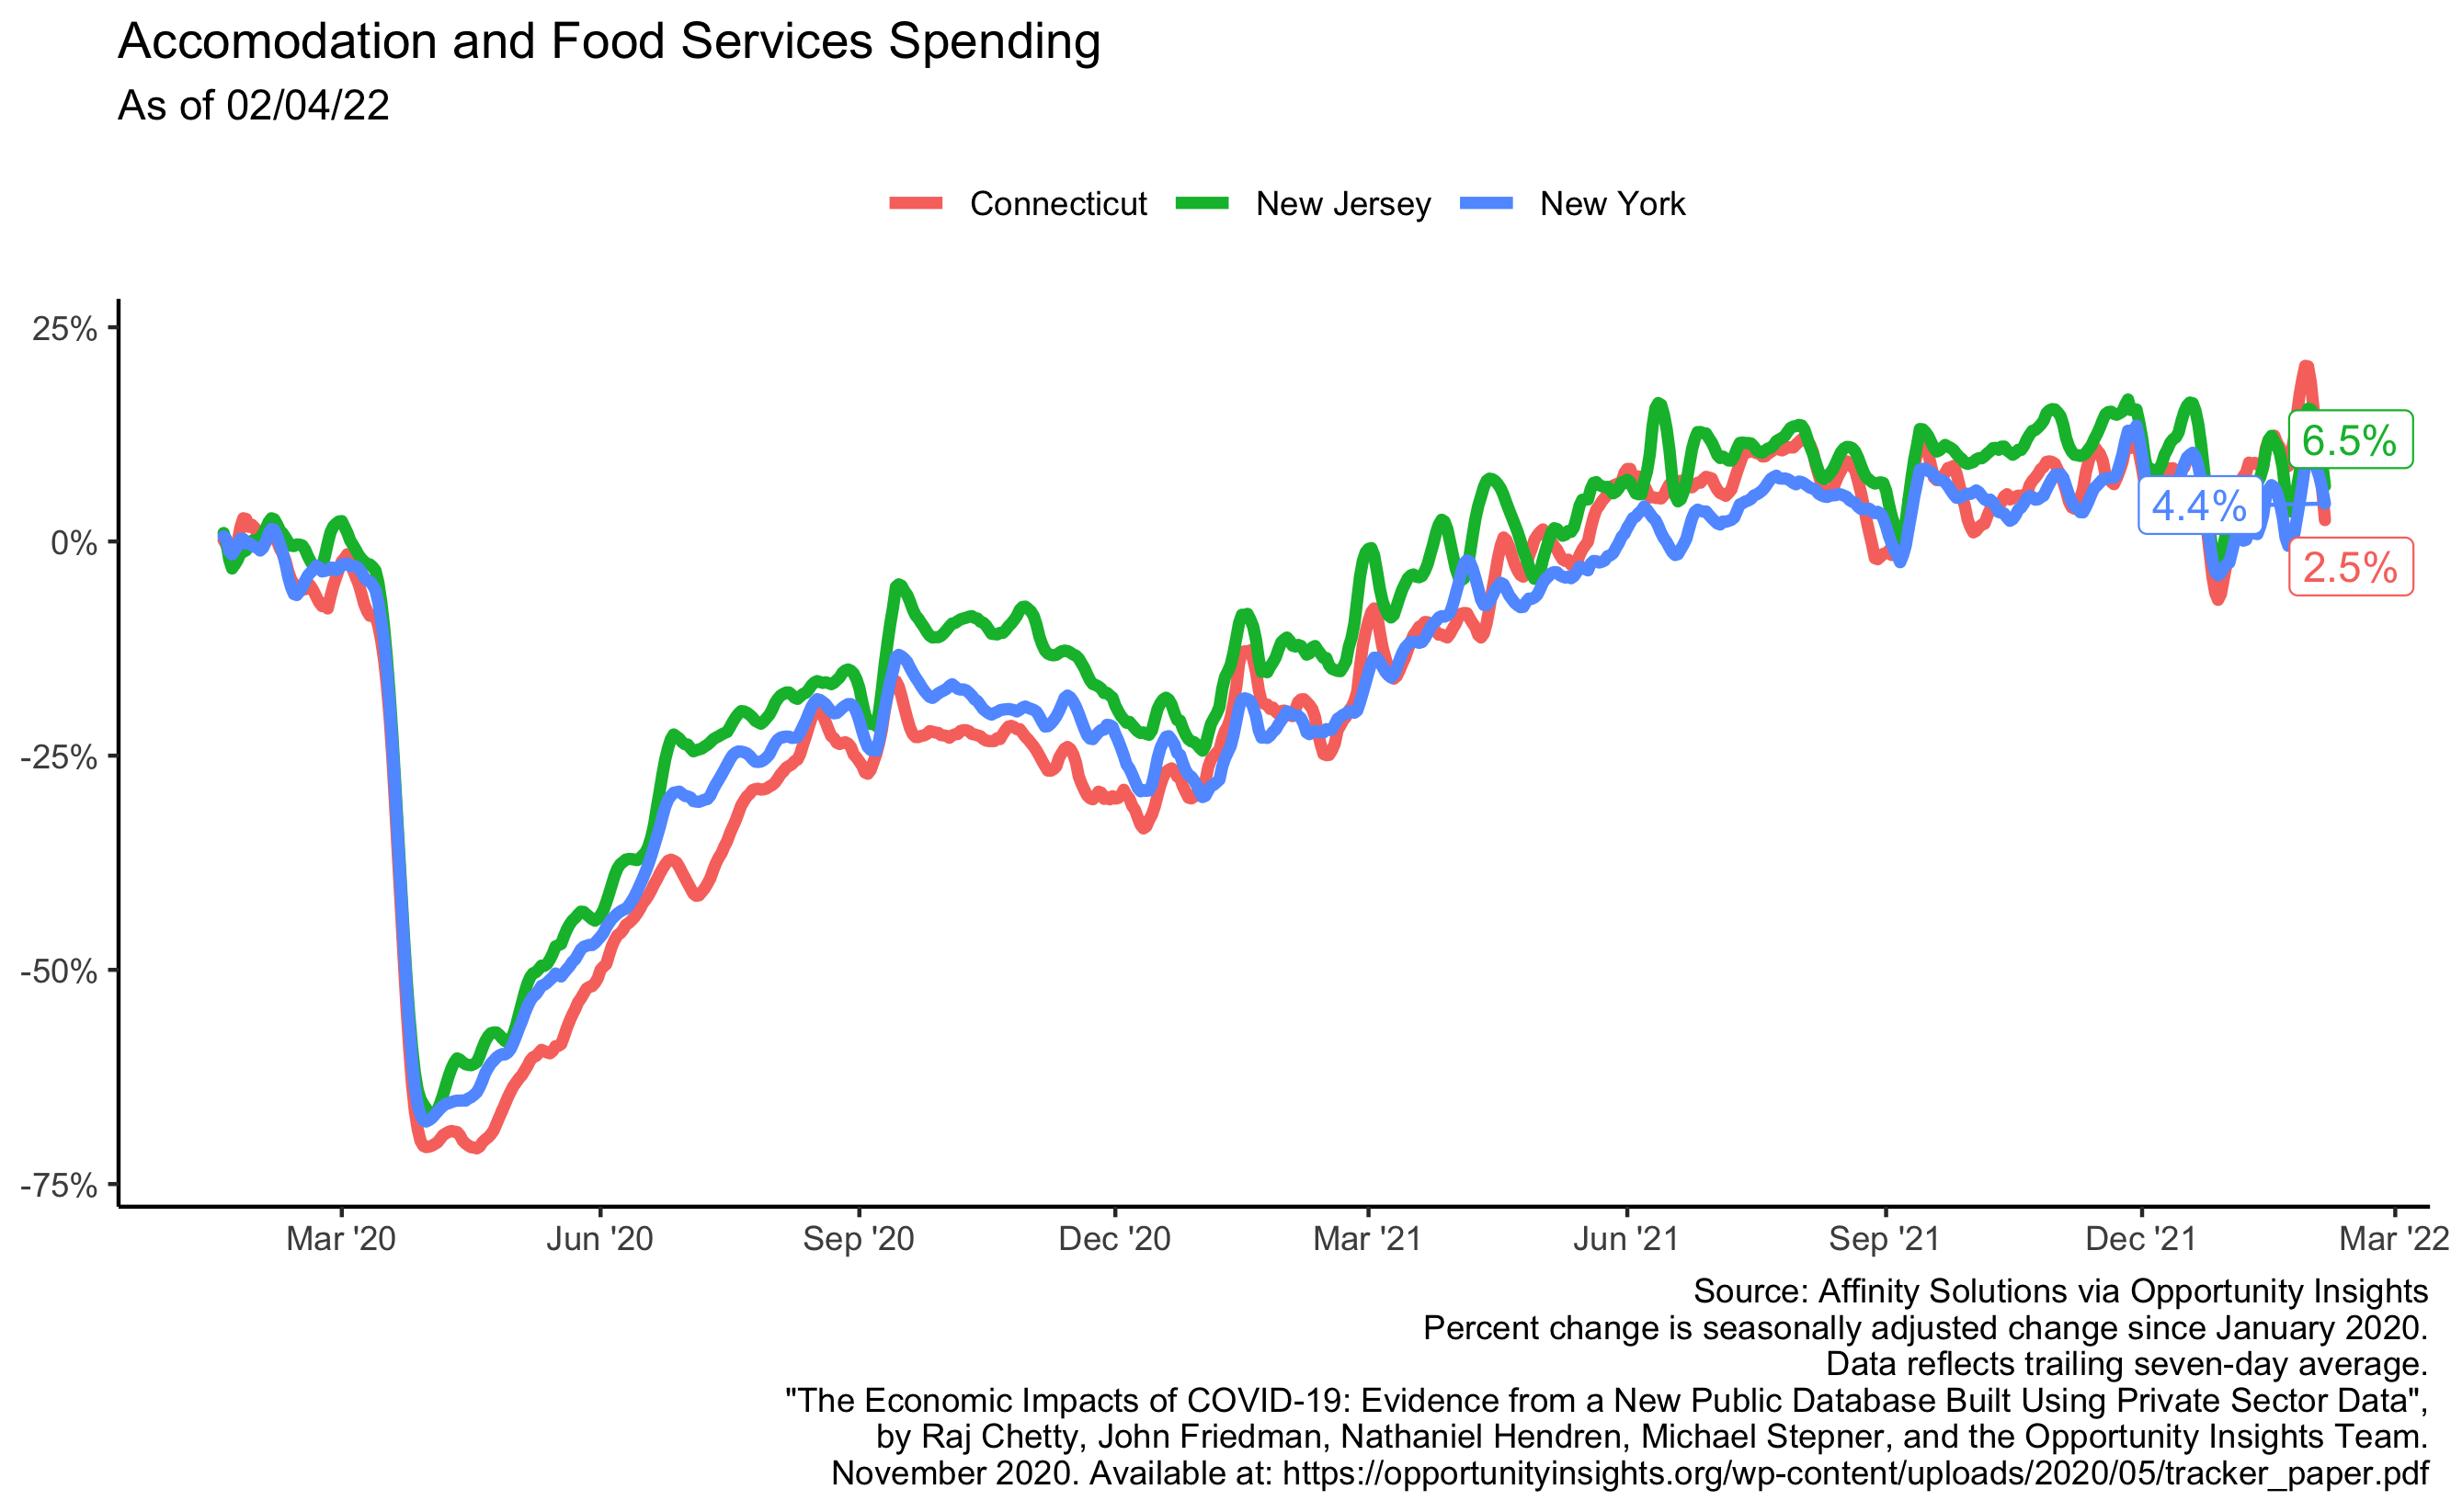 Accomodation and Food Services Spending
As of 02/04/22
Connecticut New Jersey New York
25%
0%
-25%
-50%
-75%
6.5%
4.4%
2.5%
Mar '20 Jun '20 Sep '20 Dec '20 Mar '21 Jun '21 Sep '21 Dec '21 Mar '22
Source: Affinity Solutions via Opportunity Insights
Percent change is seasonally adjusted change since January 2020.
Data reflects trailing seven-day average.
"The Economic Impacts of COVID-19: Evidence from a New Public Database Built Using Private Sector Data",
by Raj Chetty, John Friedman, Nathaniel Hendren, Michael Stepner, and the Opportunity Insights Team.
November 2020. Available at: https://opportunityinsights.org/wp-content/uploads/2020/05/tracker_paper.pdf